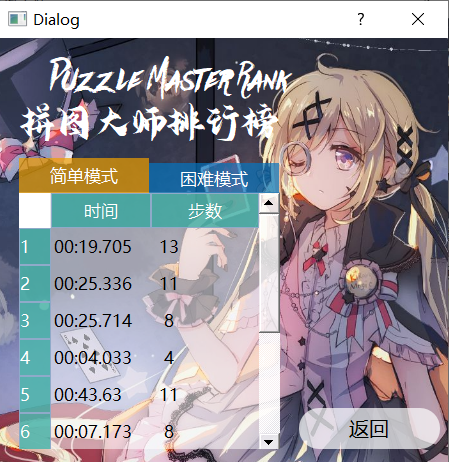 Dialog
PUZZLE MASTER RANK
拼图大师排行榜
简单模式 困难模式
时间 步数
1 00:19.705 13
2 00:25.336 11
3 00:25.714 8
4 00:04.033 4
5 00:43.63 11
6 00:07.173 8
返回